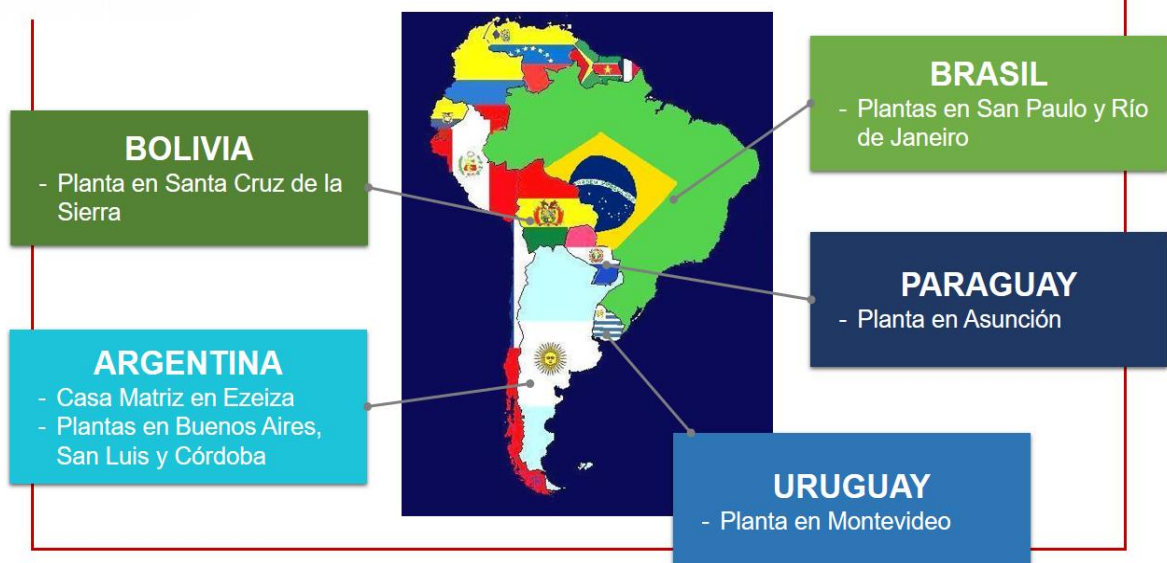 BOLIVIA
- Planta en Santa Cruz de la
Sierra
ARGENTINA
- Casa Matriz en Ezeiza
- Plantas en Buenos Aires,
San Luis y Córdoba
BRASIL
- Plantas en San Paulo y Río
de Janeiro
PARAGUAY
- Planta en Asunción
URUGUAY
- Planta en Montevideo